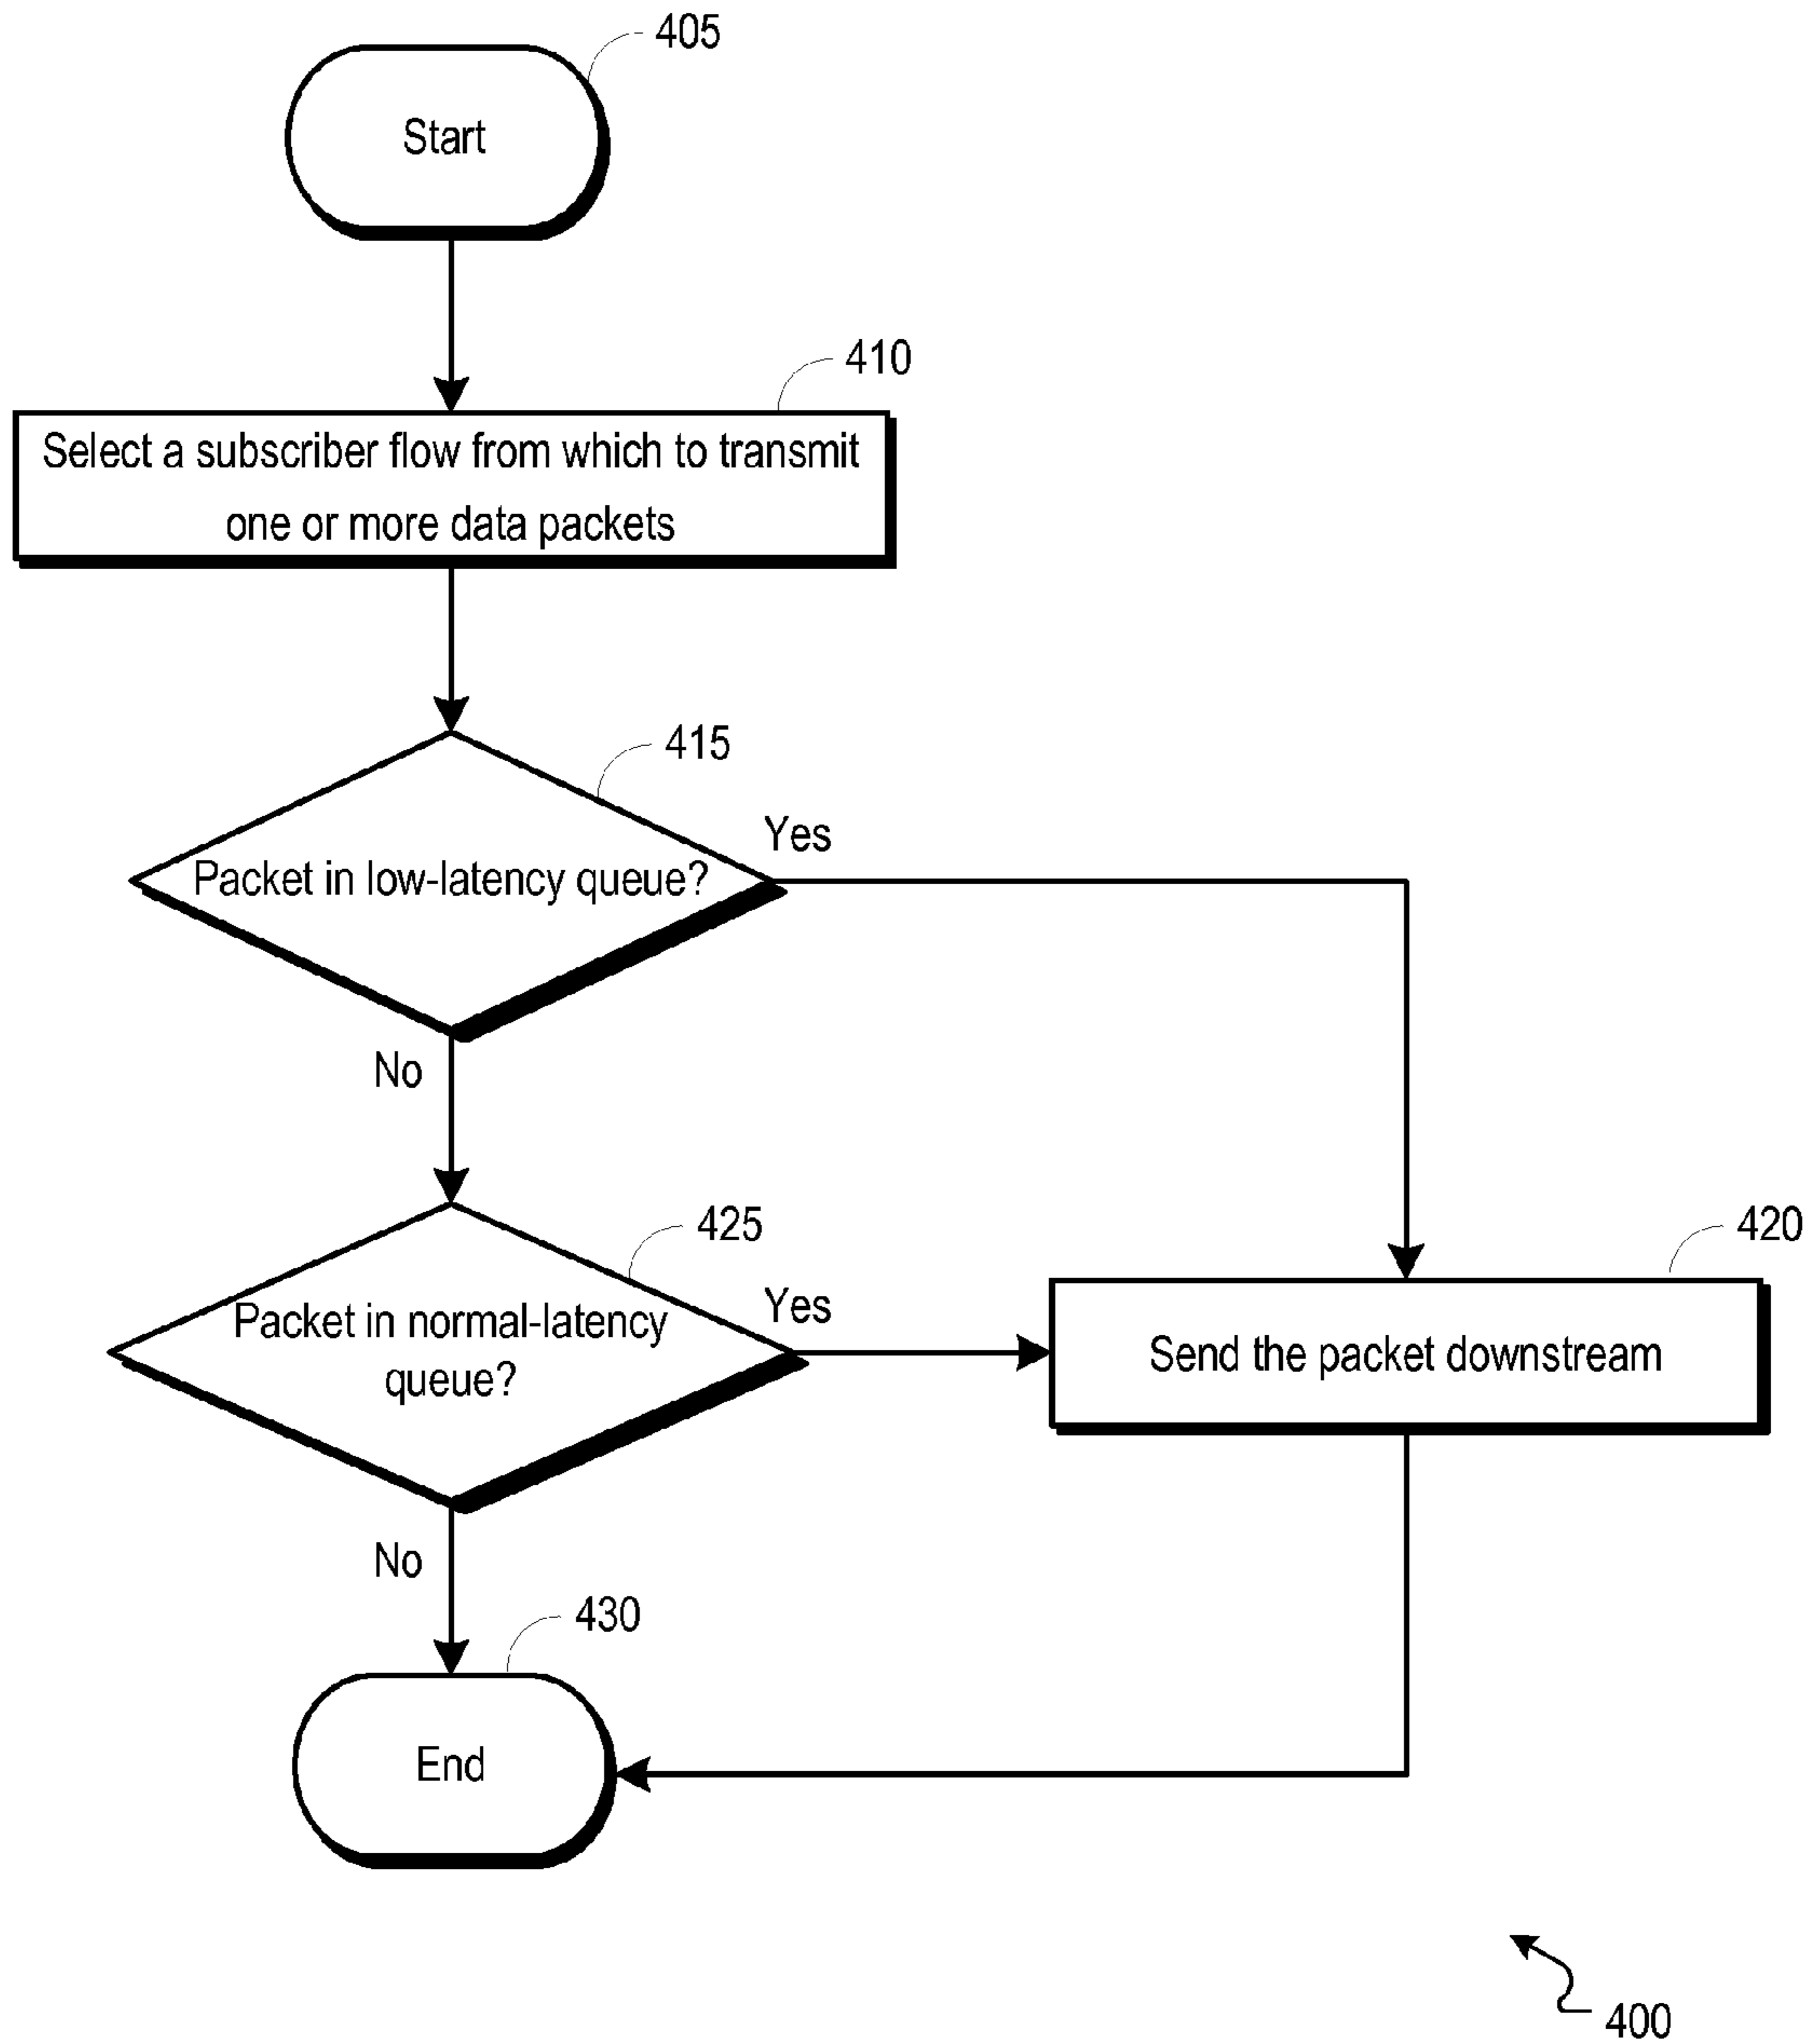 405
Start
410
Select a subscriber flow from which to transmit
one or more data packets
415
Packet in low-latency queue?
Yes
No
425
Packet in normal-latency
queue?
Yes
420
Send the packet downstream
No
430
End
400